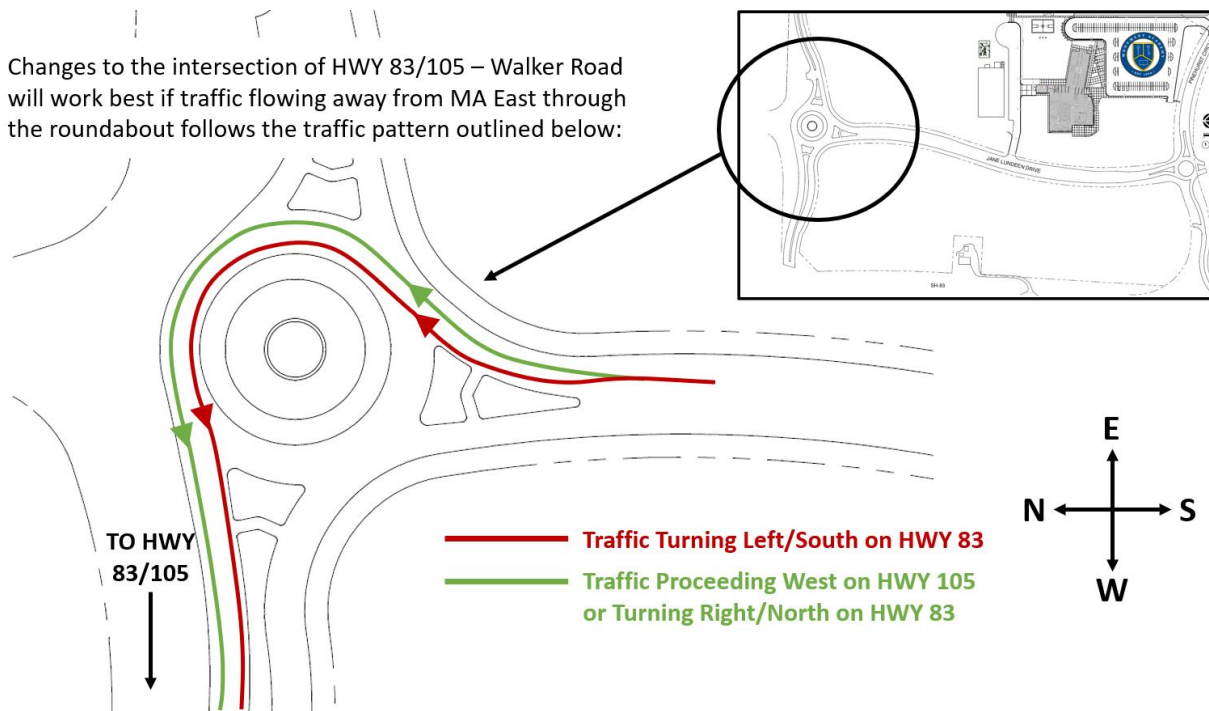 Changes to the intersection of HWY 83/105 – Walker Road
will work best if traffic flowing away from MA East through
the roundabout follows the traffic pattern outlined below:
JANE LUNDEEN DRIVE
SH-83
E
N
S
W
TO HWY
83/105
Traffic Turning Left/South on HWY 83
Traffic Proceeding West on HWY 105
or Turning Right/North on HWY 83